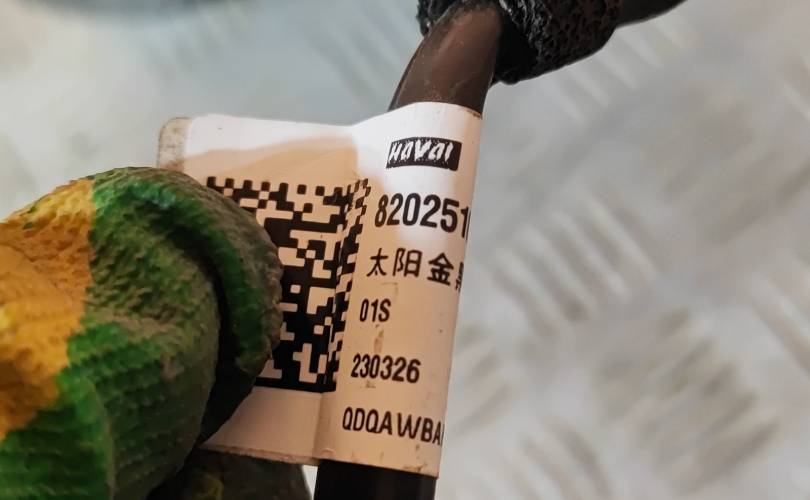 HAVAL
820251
太阳金
01S
230326
QDQAWBA